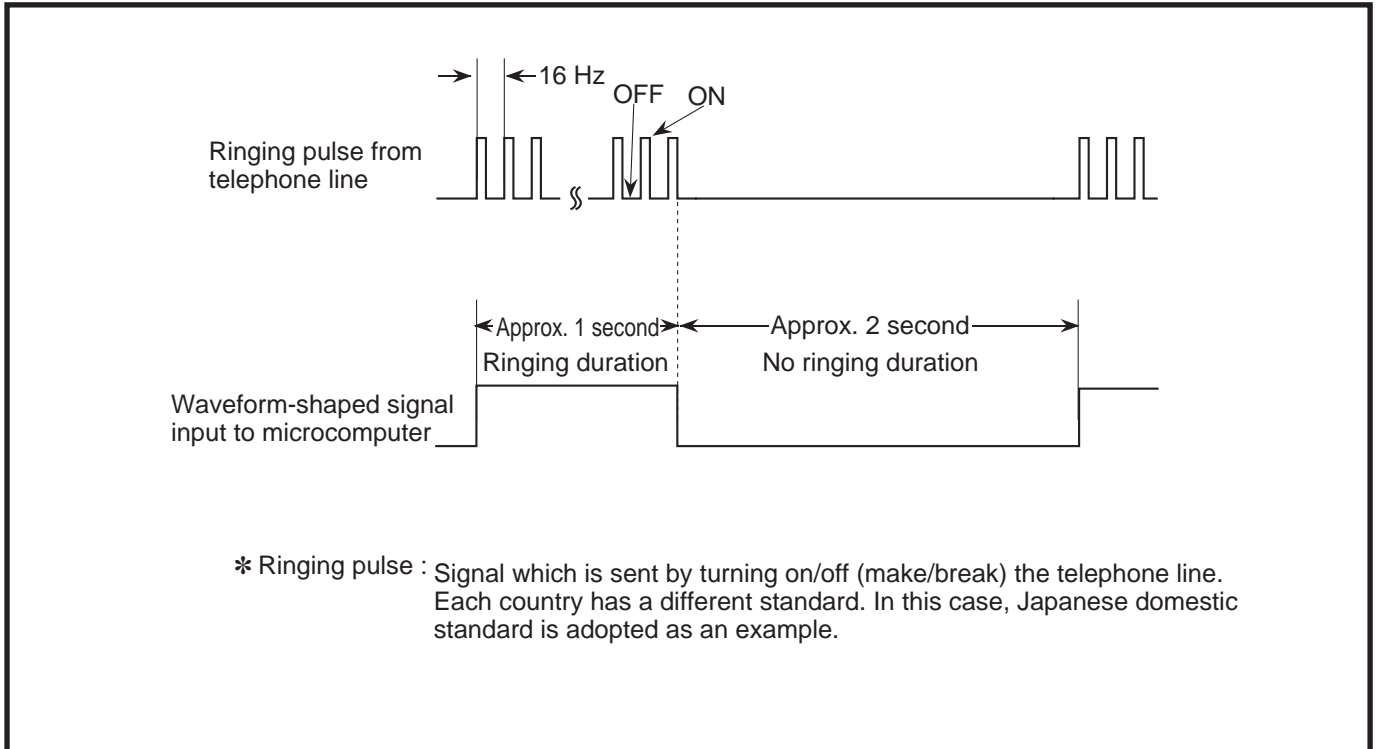 16 Hz
OFF ON
Ringing pulse from
telephone line
Approx. 1 second Approx. 2 second
Ringing duration No ringing duration
Waveform-shaped signal
input to microcomputer
✽ Ringing pulse : Signal which is sent by turning on/off (make/break) the telephone line.
Each country has a different standard. In this case, Japanese domestic
standard is adopted as an example.